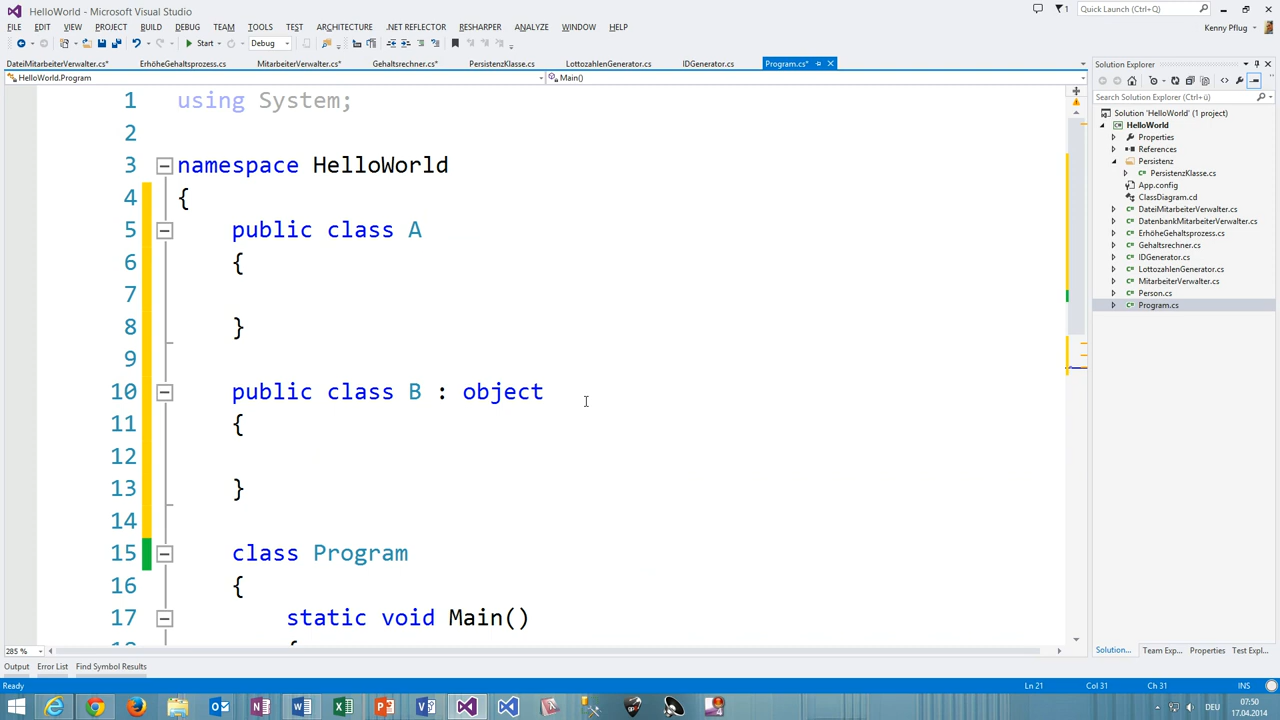 HelloWorld - Microsoft Visual Studio
Quick Launch (Ctrl+Q)
FILE EDIT VIEW PROJECT BUILD DEBUG TEAM TOOLS TEST ARCHITECTURE .NET REFLECTOR RESHARPER ANALYZE WINDOW HELP
Kenny Pflug
Start Debug
DateiMitarbeiterVerwalter.cs* ErhöheGehaltsprozess.cs MitarbeiterVerwalter.cs* Gehaltsrechner.cs* PersistenzKlasse.cs LottozahlenGenerator.cs IDGenerator.cs Program.cs*
HelloWorld.Program Main()
1 using System;
2
3 namespace HelloWorld
4 {
5 public class A
6 {
7
8 }
9
10 public class B : object
11 {
12
13 }
14
15 class Program
16 {
17 static void Main()
285 %
Solution Explorer
Search Solution Explorer (Ctrl+ü)
Solution 'HelloWorld' (1 project)
HelloWorld
Properties
References
Persistenz
PersistenzKlasse.cs
App.config
ClassDiagram.cd
DateiMitarbeiterVerwalter.cs
DatenbankMitarbeiterVerwalter.cs
ErhöheGehaltsprozess.cs
Gehaltsrechner.cs
IDGenerator.cs
LottozahlenGenerator.cs
MitarbeiterVerwalter.cs
Person.cs
Program.cs
Solution... Team Exp... Properties Test Expl...
Output Error List Find Symbol Results
Ready Ln 21 Col 31 Ch 31 INS
DEU
07:50
17.04.2014